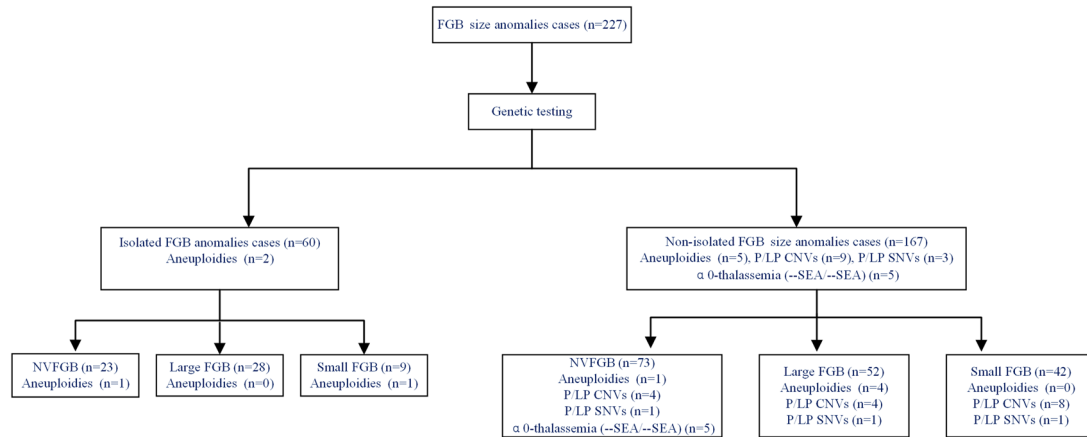 FGB size anomalies cases (n=227)
Genetic testing
Isolated FGB anomalies cases (n=60)
Aneuploidies (n=2)
Non-isolated FGB size anomalies cases (n=167)
Aneuploidies (n=5), P/LP CNVs (n=9), P/LP SNVs (n=3)
α0-thalassemia (--SEA/--SEA) (n=5)
NVFGB (n=23)
Aneuploidies (n=1)
Large FGB (n=28)
Aneuploidies (n=0)
Small FGB (n=9)
Aneuploidies (n=1)
NVFGB (n=73)
Aneuploidies (n=1)
P/LP CNVs (n=4)
P/LP SNVs (n=1)
α0-thalassemia (--SEA/--SEA) (n=5)
Large FGB (n=52)
Aneuploidies (n=4)
P/LP CNVs (n=4)
P/LP SNVs (n=1)
Small FGB (n=42)
Aneuploidies (n=0)
P/LP CNVs (n=8)
P/LP SNVs (n=1)